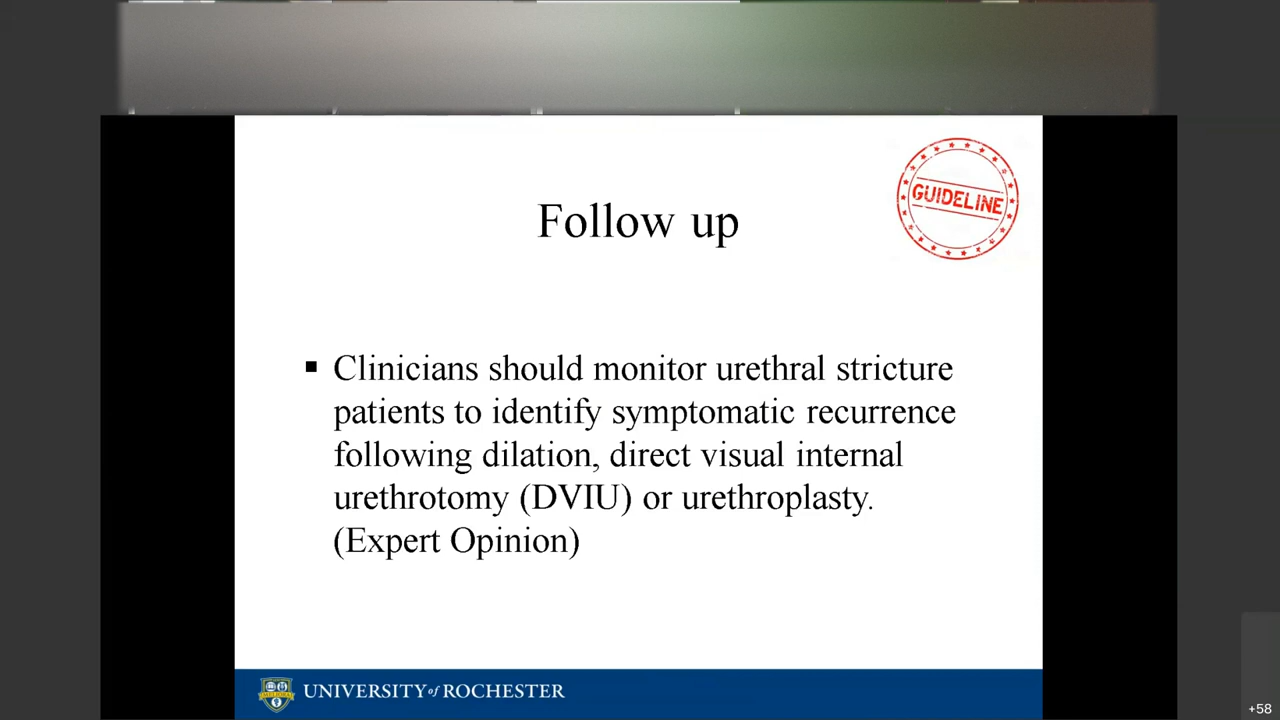 GUIDELINE
Follow up
▪ Clinicians should monitor urethral stricture
patients to identify symptomatic recurrence
following dilation, direct visual internal
urethrotomy (DVIU) or urethroplasty.
(Expert Opinion)
UNIVERSITY of ROCHESTER
+58